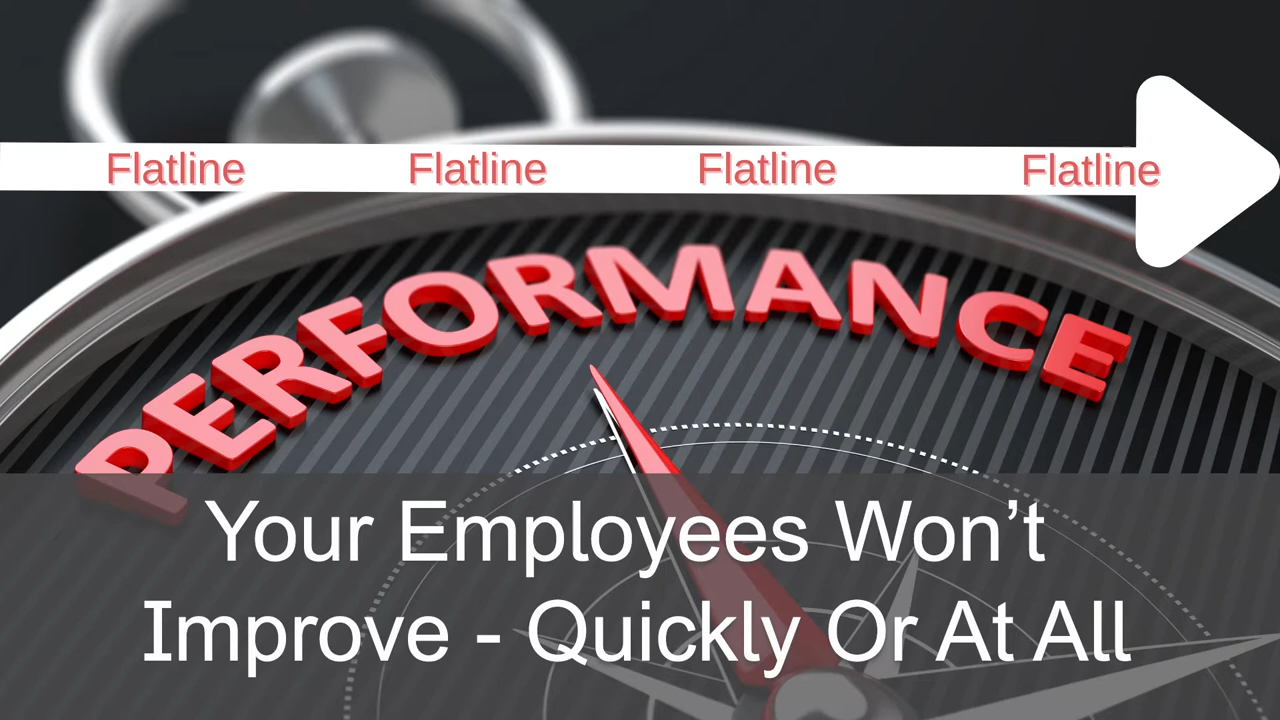 Flatline Flatline Flatline Flatline
PERFORMANCE
Your Employees Won’t
Improve - Quickly Or At All